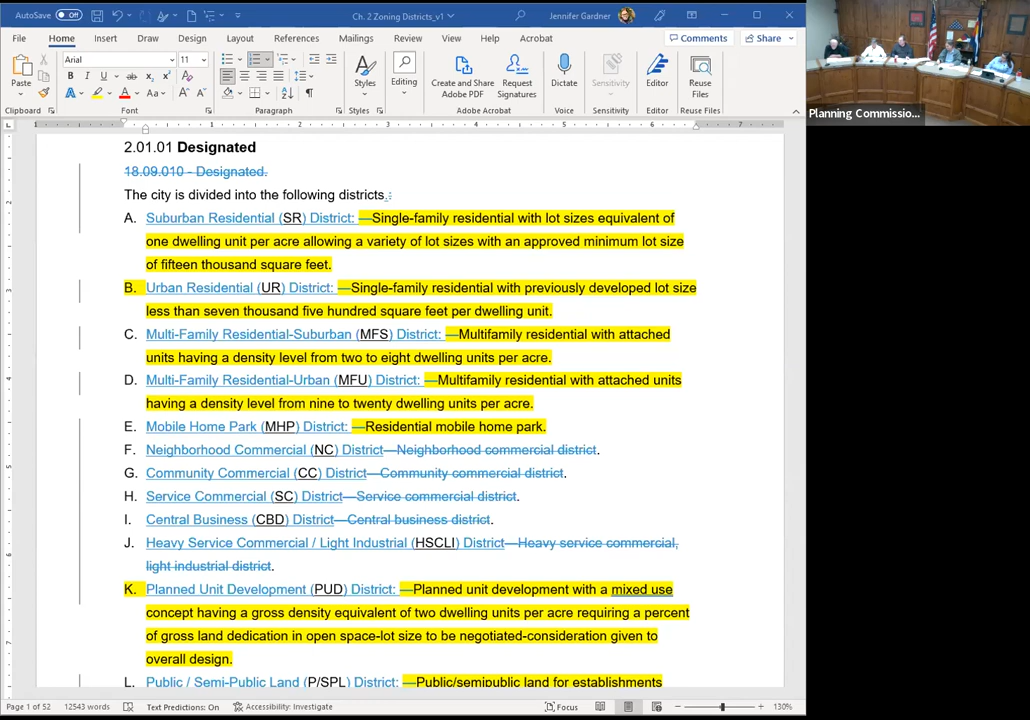 AutoSave Off Ch. 2 Zoning Districts_v1 Jennifer Gardner
File Home Insert Draw Design Layout References Mailings Review View Help Acrobat Comments Share
Arial 11
Paste Styles Editing Create and Share Adobe PDF Request Signatures Dictate Sensitivity Editor Reuse Files
Clipboard Font Paragraph Styles Adobe Acrobat Voice Sensitivity Editor Reuse Files
Planning Commissio...
2.01.01 Designated
18.09.010 - Designated.
The city is divided into the following districts.:
A. Suburban Residential (SR) District: —Single-family residential with lot sizes equivalent of
one dwelling unit per acre allowing a variety of lot sizes with an approved minimum lot size
of fifteen thousand square feet.
B. Urban Residential (UR) District: —Single-family residential with previously developed lot size
less than seven thousand five hundred square feet per dwelling unit.
C. Multi-Family Residential-Suburban (MFS) District: —Multifamily residential with attached
units having a density level from two to eight dwelling units per acre.
D. Multi-Family Residential-Urban (MFU) District: —Multifamily residential with attached units
having a density level from nine to twenty dwelling units per acre.
E. Mobile Home Park (MHP) District: —Residential mobile home park.
F. Neighborhood Commercial (NC) District—Neighborhood commercial district.
G. Community Commercial (CC) District—Community commercial district.
H. Service Commercial (SC) District—Service commercial district.
I. Central Business (CBD) District—Central business district.
J. Heavy Service Commercial / Light Industrial (HSCLI) District—Heavy service commercial,
light industrial district.
K. Planned Unit Development (PUD) District: —Planned unit development with a mixed use
concept having a gross density equivalent of two dwelling units per acre requiring a percent
of gross land dedication in open space-lot size to be negotiated-consideration given to
overall design.
L. Public / Semi-Public Land (P/SPL) District: —Public/semipublic land for establishments
Page 1 of 52 12543 words Text Predictions: On Accessibility: Investigate Focus 130%